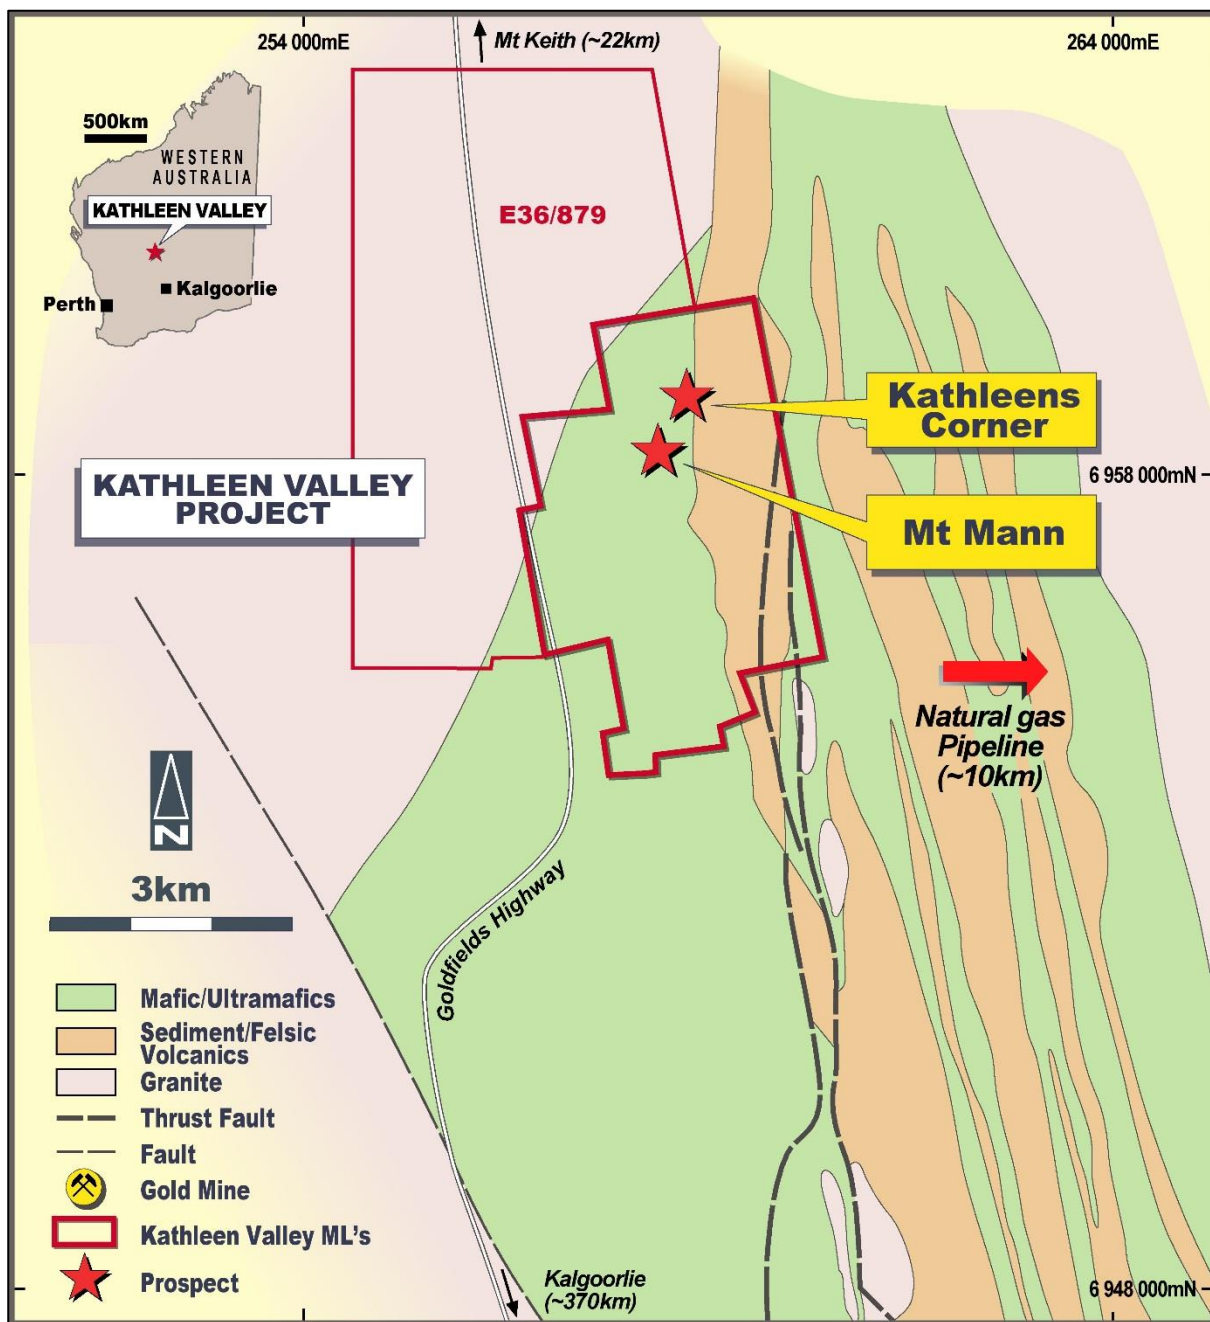 254 000mE
Mt Keith (~22km)
264 000mE
500km
WESTERN
AUSTRALIA
KATHLEEN VALLEY
Kalgoorlie
Perth
E36/879
Kathleens
Corner
6 958 000mN
KATHLEEN VALLEY
PROJECT
Mt Mann
Natural gas
Pipeline
(~10km)
N
3km
Goldfields Highway
Mafic/Ultramafics
Sediment/Felsic
Volcanics
Granite
Thrust Fault
Fault
Gold Mine
Kathleen Valley ML's
Prospect
Kalgoorlie
(~370km)
6 948 000mN